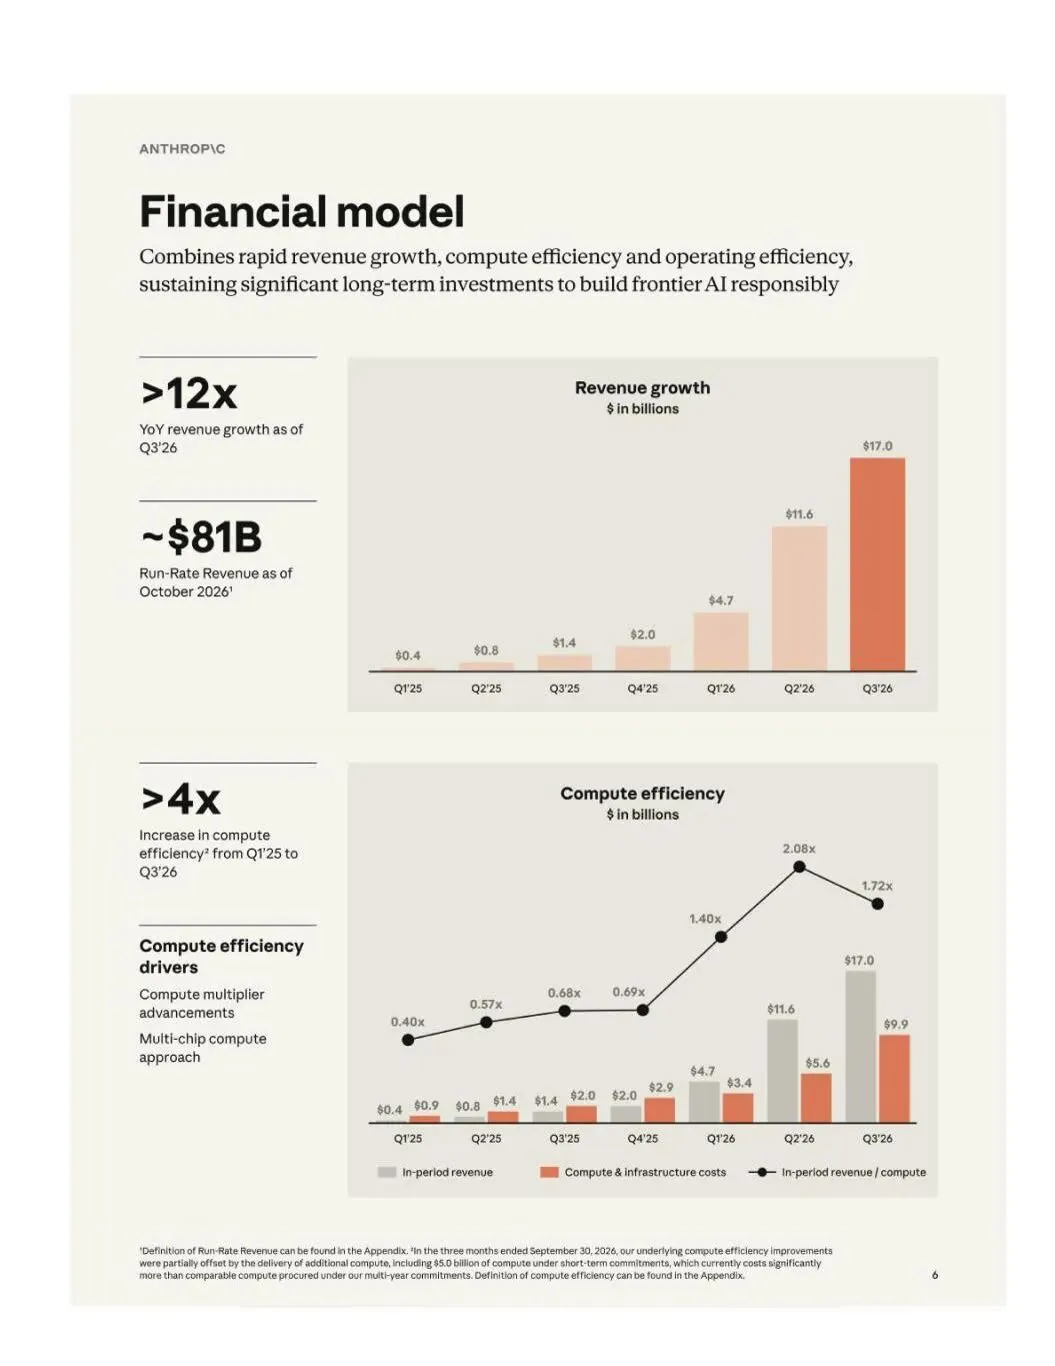 ANTHROP\C
Financial model
Combines rapid revenue growth, compute efficiency and operating efficiency,
sustaining significant long-term investments to build frontier AI responsibly
>12x
YoY revenue growth as of
Q3'26
~$81B
Run-Rate Revenue as of
October 2026¹
Revenue growth
$ in billions
$0.4
$0.8
$1.4
$2.0
$4.7
$11.6
$17.0
Q1'25
Q2'25
Q3'25
Q4'25
Q1'26
Q2'26
Q3'26
>4x
Increase in compute
efficiency² from Q1'25 to
Q3'26
Compute efficiency
drivers
Compute multiplier
advancements
Multi-chip compute
approach
Compute efficiency
$ in billions
0.40x
0.57x
0.68x
0.69x
1.40x
2.08x
1.72x
$0.4 $0.9
$0.8 $1.4
$1.4 $2.0
$2.0 $2.9
$4.7 $3.4
$11.6 $5.6
$17.0 $9.9
Q1'25
Q2'25
Q3'25
Q4'25
Q1'26
Q2'26
Q3'26
In-period revenue
Compute & infrastructure costs
In-period revenue / compute
¹Definition of Run-Rate Revenue can be found in the Appendix. ²In the three months ended September 30, 2026, our underlying compute efficiency improvements
were partially offset by the delivery of additional compute, including $5.0 billion of compute under short-term commitments, which currently costs significantly
more than comparable compute procured under our multi-year commitments. Definition of compute efficiency can be found in the Appendix.
6